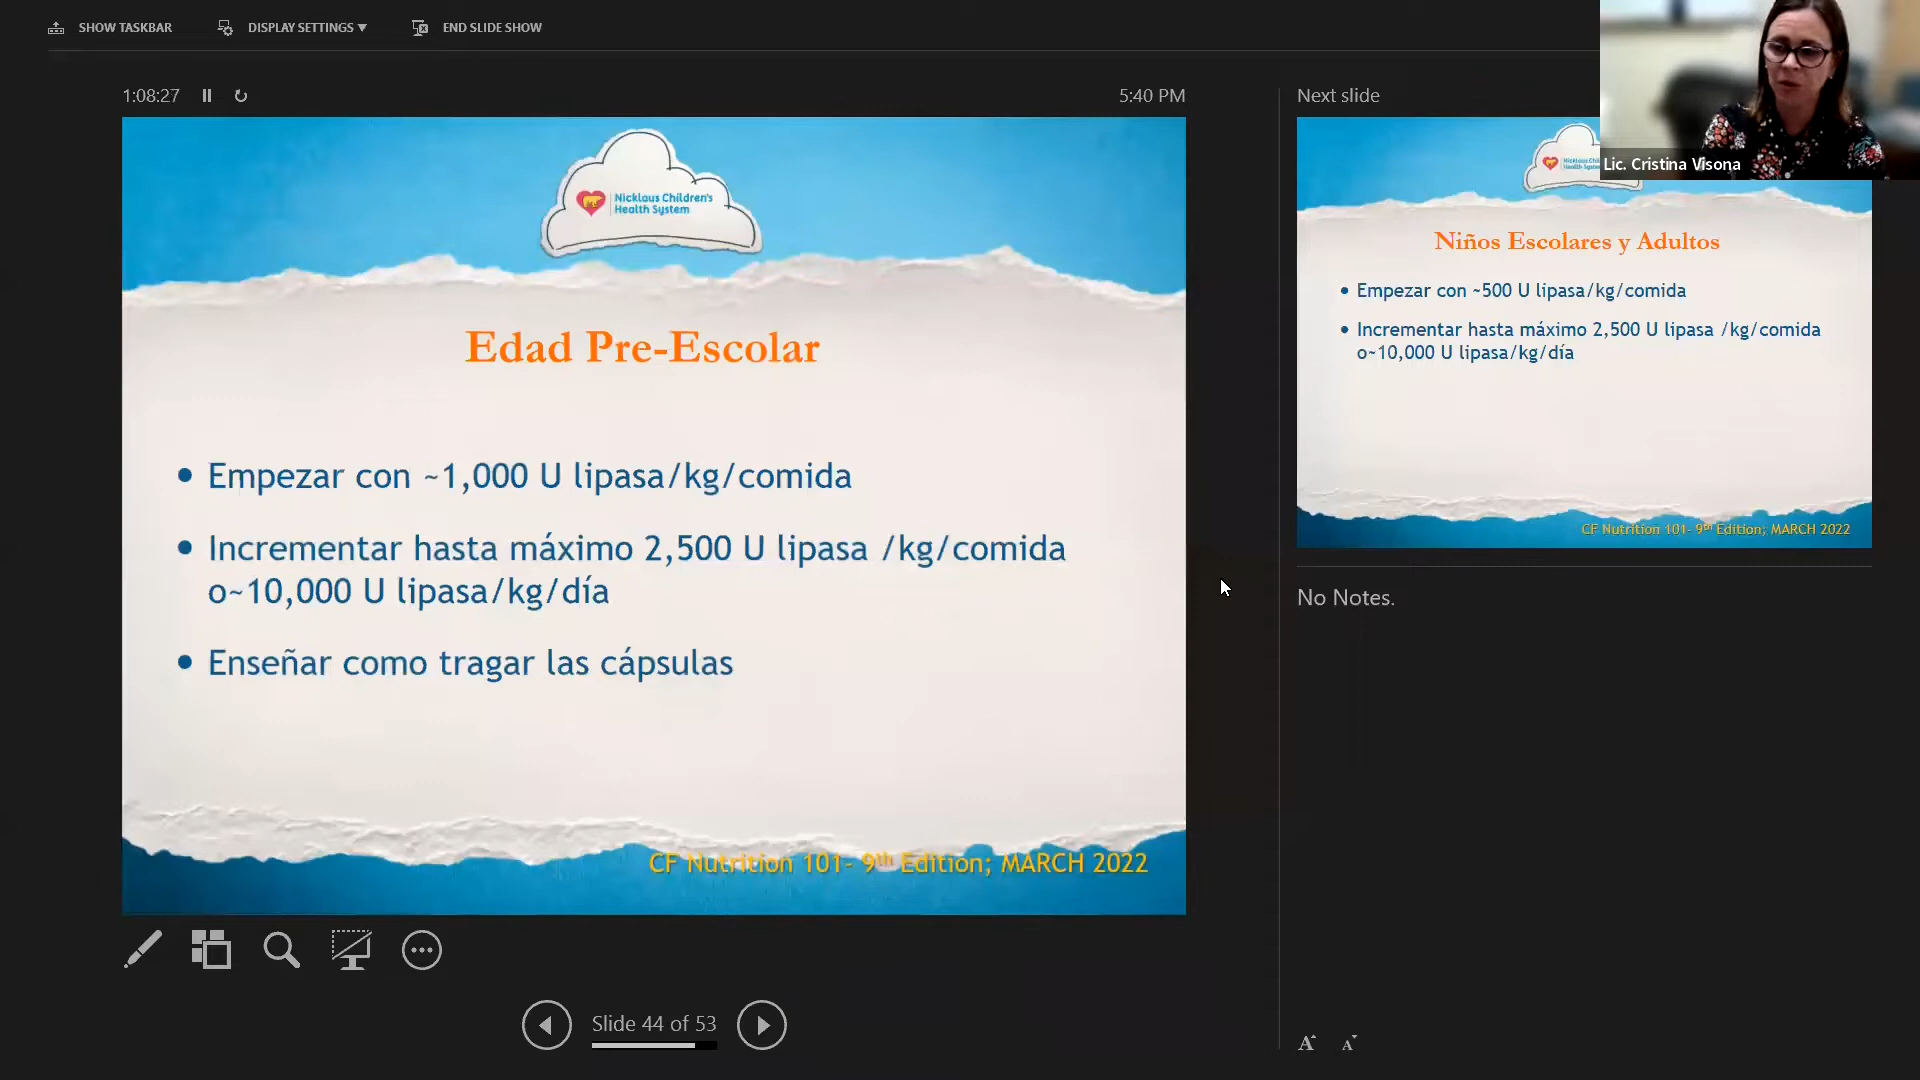 SHOW TASKBAR
DISPLAY SETTINGS ▼
END SLIDE SHOW
1:08:27
5:40 PM
Nicklaus Children's
Health System
Edad Pre-Escolar
• Empezar con ~1,000 U lipasa/kg/comida
• Incrementar hasta máximo 2,500 U lipasa /kg/comida
o~10,000 U lipasa/kg/día
• Enseñar como tragar las cápsulas
CF Nutrition 101- 9th Edition; MARCH 2022
Slide 44 of 53
Next slide
Lic. Cristina Visona
Nicklaus Children's
Health System
Niños Escolares y Adultos
• Empezar con ~500 U lipasa/kg/comida
• Incrementar hasta máximo 2,500 U lipasa /kg/comida
o~10,000 U lipasa/kg/día
CF Nutrition 101- 9th Edition; MARCH 2022
No Notes.
A A